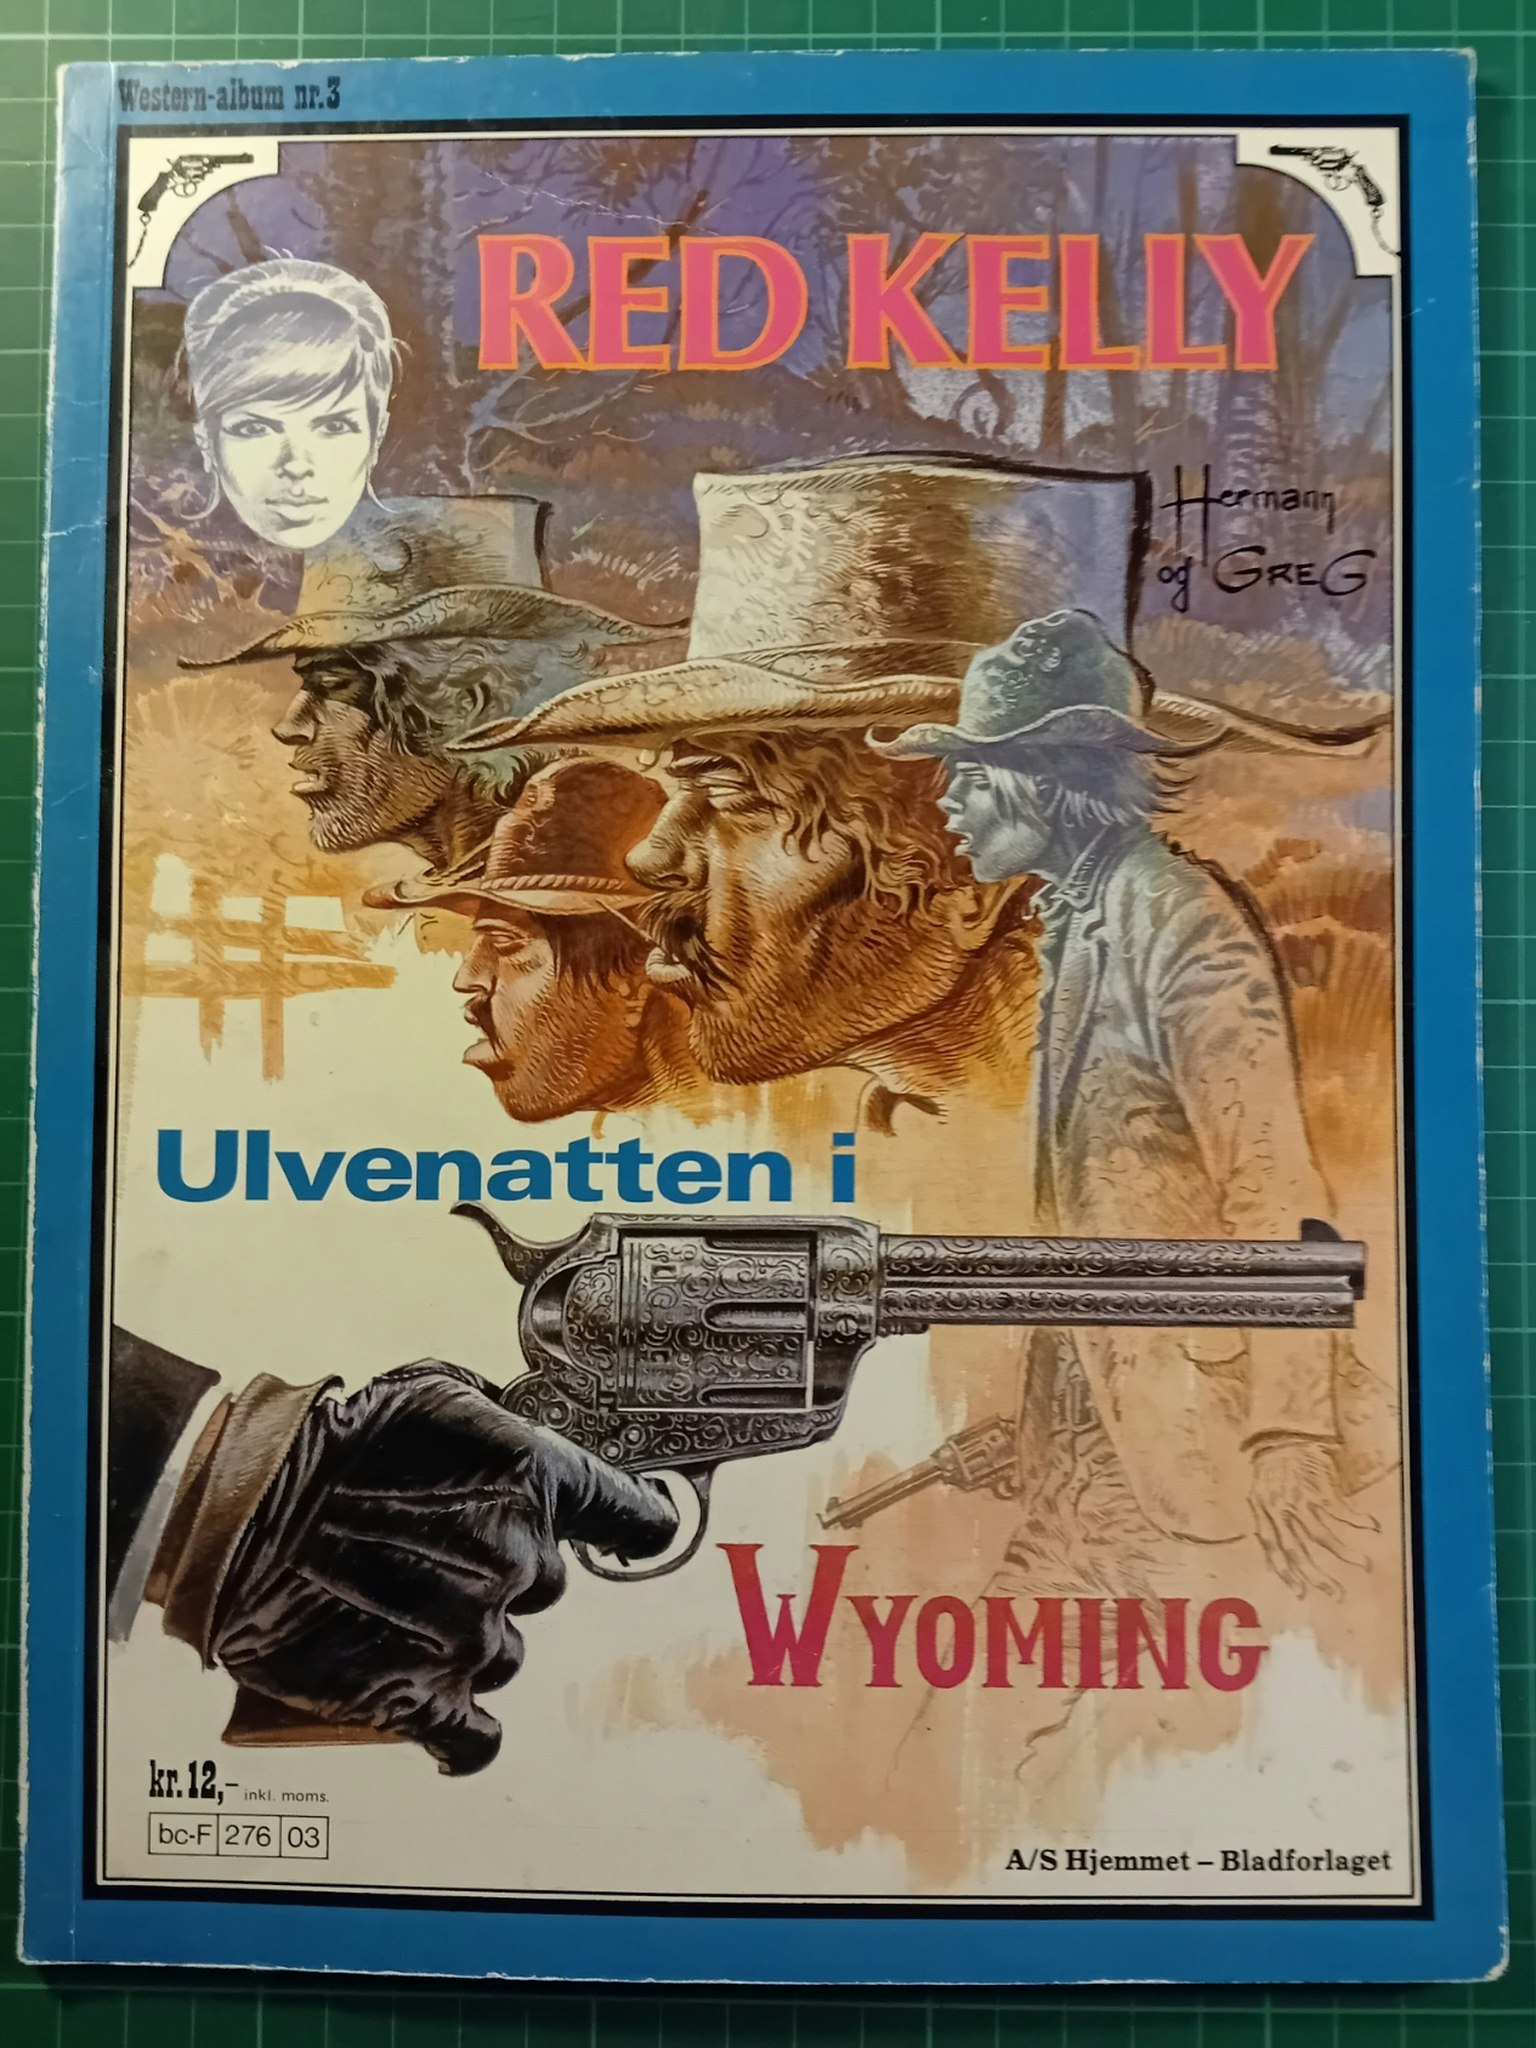 Western-album nr.3
RED KELLY
Hermann
og GREG
Ulvenatten i
WYOMING
kr. 12,- inkl. moms.
bc-F 276 03
A/S Hjemmet – Bladforlaget